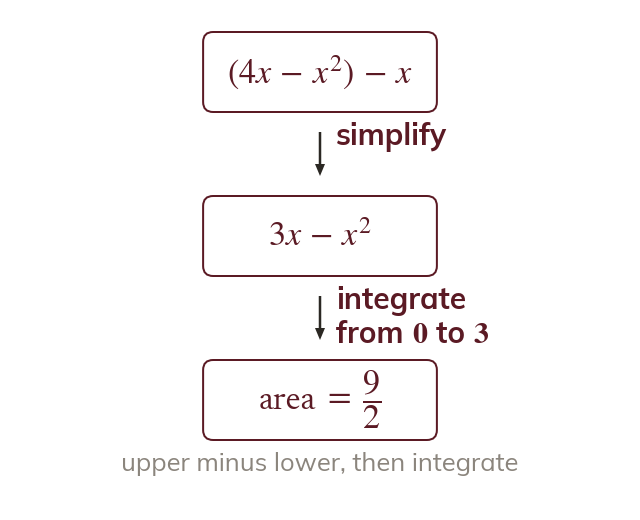 (4x − x²) − x
simplify
3x − x²
integrate
from 0 to 3
area = 9/2
upper minus lower, then integrate